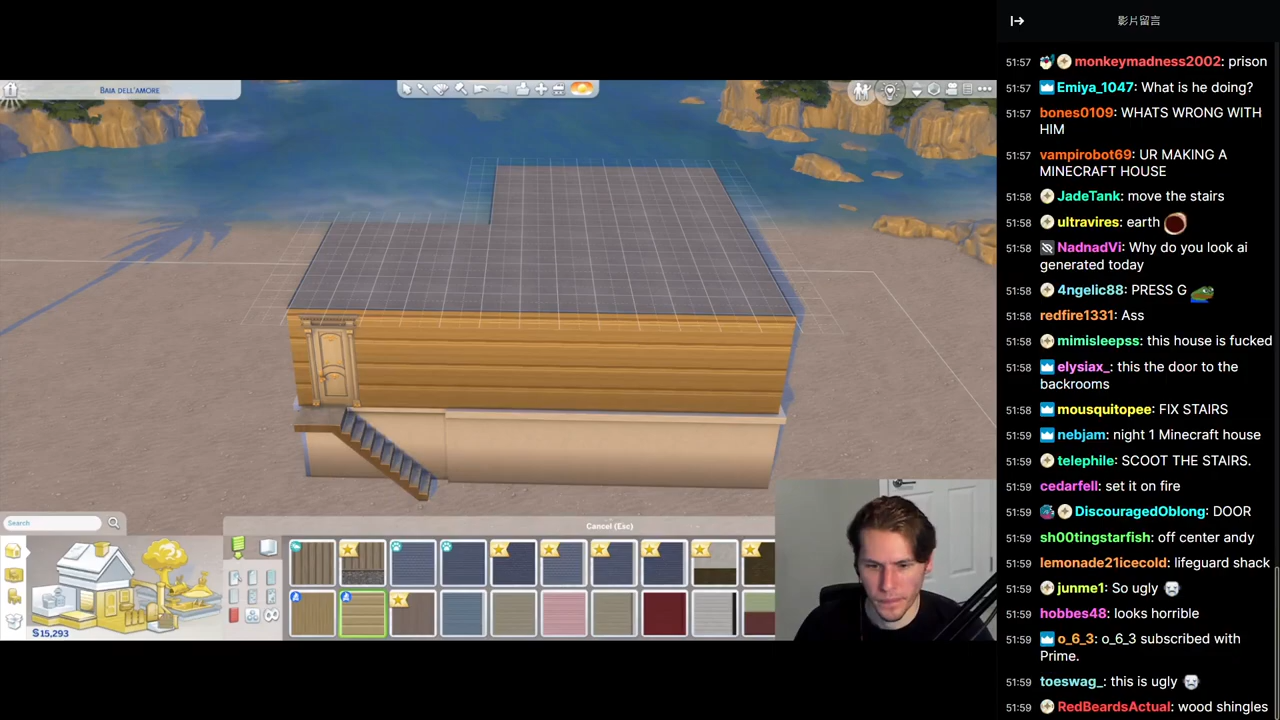 影片留言
BAIA DELL'AMORE
Cancel (Esc)
Search
$15,293
51:57 monkeymadness2002: prison
51:57 Emiya_1047: What is he doing?
51:57 bones0109: WHATS WRONG WITH
HIM
51:57 vampirobot69: UR MAKING A
MINECRAFT HOUSE
51:58 JadeTank: move the stairs
51:58 ultravires: earth
51:58 NadnadVi: Why do you look ai
generated today
51:58 4ngelic88: PRESS G
51:58 redfire1331: Ass
51:58 mimisleepss: this house is fucked
51:58 elysiax_: this the door to the
backrooms
51:58 mousquitopee: FIX STAIRS
51:59 nebjam: night 1 Minecraft house
51:59 telephile: SCOOT THE STAIRS.
51:59 cedarfell: set it on fire
51:59 DiscouragedOblong: DOOR
51:59 sh00tingstarfish: off center andy
51:59 lemonade21icecold: lifeguard shack
51:59 junme1: So ugly
51:59 hobbes48: looks horrible
51:59 o_6_3: o_6_3 subscribed with
Prime.
51:59 toeswag_: this is ugly
51:59 RedBeardsActual: wood shingles